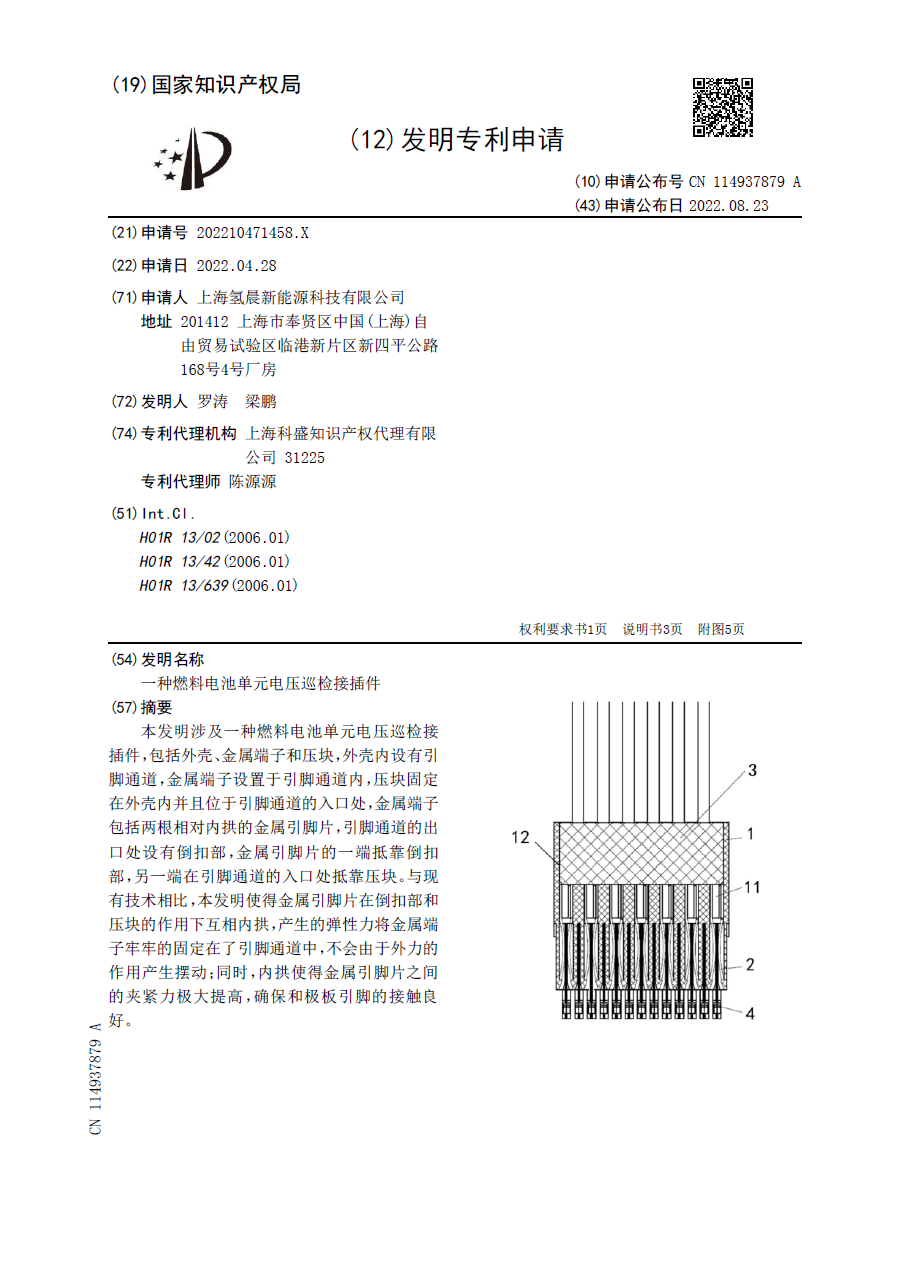 (19)国家知识产权局
(12)发明专利申请
(10)申请公布号 CN 114937879 A
(43)申请公布日 2022.08.23
(21)申请号 202210471458.X
(22)申请日 2022.04.28
(71)申请人 上海氢晨新能源科技有限公司
地址 201412 上海市奉贤区中国(上海)自
由贸易试验区临港新片区新四平公路
168号4号厂房
(72)发明人 罗涛 梁鹏
(74)专利代理机构 上海科盛知识产权代理有限
公司 31225
专利代理师 陈源源
(51)Int.Cl.
H01R 13/02(2006.01)
H01R 13/42(2006.01)
H01R 13/639(2006.01)
权利要求书1页 说明书3页 附图5页
(54)发明名称
一种燃料电池单元电压巡检接插件
(57)摘要
本发明涉及一种燃料电池单元电压巡检接
插件,包括外壳、金属端子和压块,外壳内设有引
脚通道,金属端子设置于引脚通道内,压块固定
在外壳内并且位于引脚通道的入口处,金属端子
包括两根相对内拱的金属引脚片,引脚通道的出
口处设有倒扣部,金属引脚片的一端抵靠倒扣
部,另一端在引脚通道的入口处抵靠压块。与现
有技术相比,本发明使得金属引脚片在倒扣部和
压块的作用下互相内拱,产生的弹性力将金属端
子牢牢的固定在了引脚通道中,不会由于外力的
作用产生摆动;同时,内拱使得金属引脚片之间
的夹紧力极大提高,确保和极板引脚的接触良
好。
3
1
12
11
2
4
CN 114937879 A